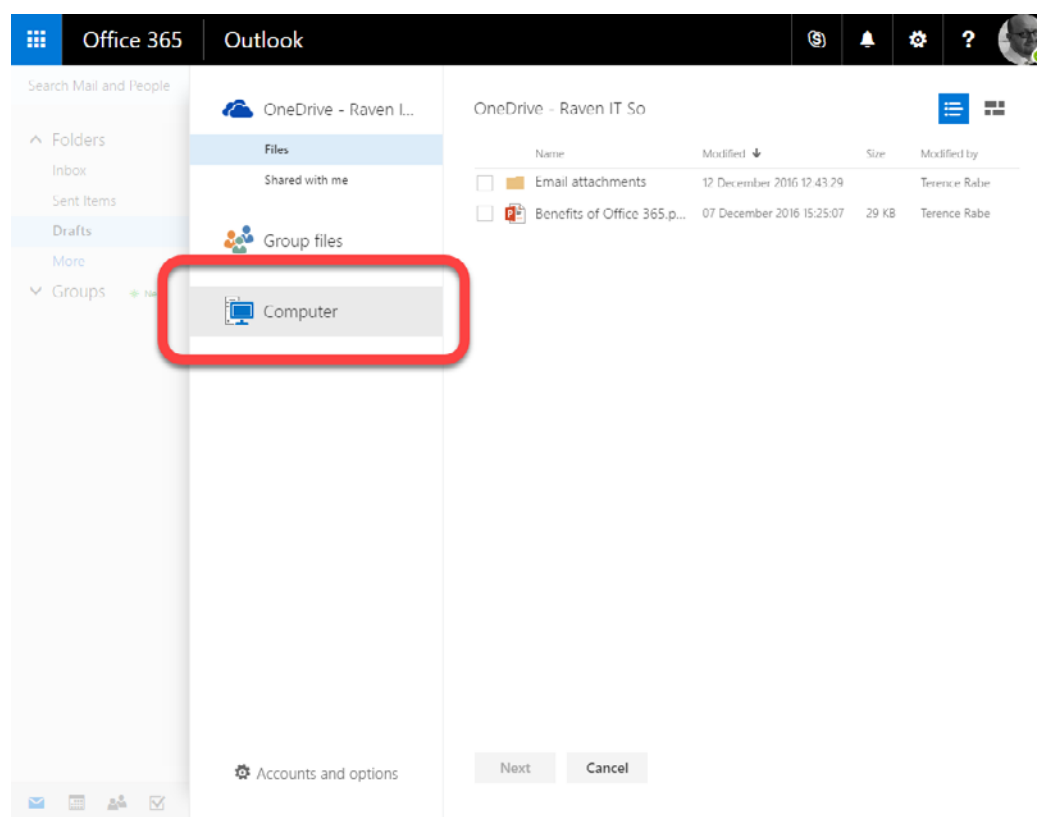 Office 365 Outlook ?
Search Mail and People
Folders
Inbox
Sent Items
Drafts
More
Groups
OneDrive - Raven I...
Files
Shared with me
Group files
Computer
Accounts and options
OneDrive - Raven IT So
Name Modified Size Modified by
Email attachments 12 December 2016 12:43:29 Terence Rabe
Benefits of Office 365.p... 07 December 2016 15:25:07 29 KB Terence Rabe
Next Cancel